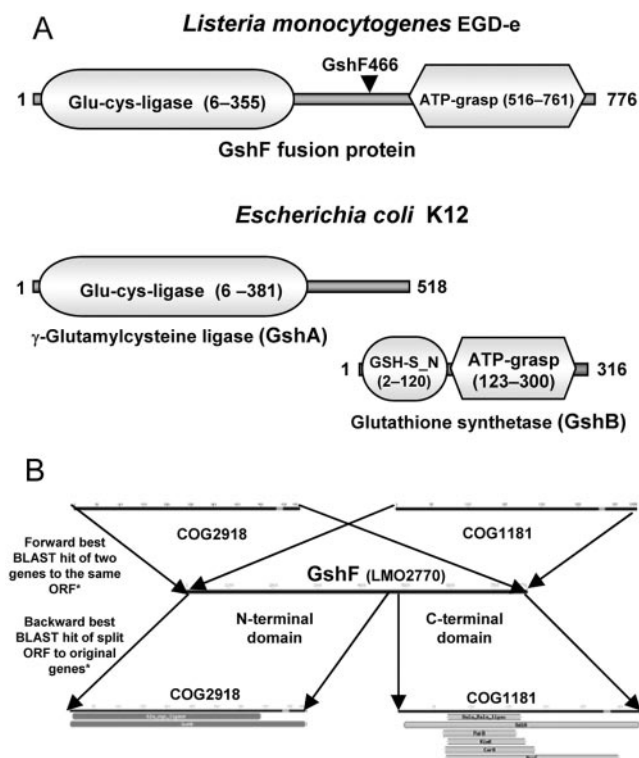 A
Listeria monocytogenes EGD-e
GshF466
1 Glu-cys-ligase (6–355) ATP-grasp (516–761) 776
GshF fusion protein
Escherichia coli K12
1 Glu-cys-ligase (6 –381) 518
γ-Glutamylcysteine ligase (GshA)
1 GSH-S_N (2–120) ATP-grasp (123–300) 316
Glutathione synthetase (GshB)
B
COG2918 COG1181
Forward best
BLAST hit of two
genes to the same
ORF*
GshF (LMO2770)
Backward best
BLAST hit of split
ORF to original
genes*
N-terminal
domain
C-terminal
domain
COG2918 COG1181